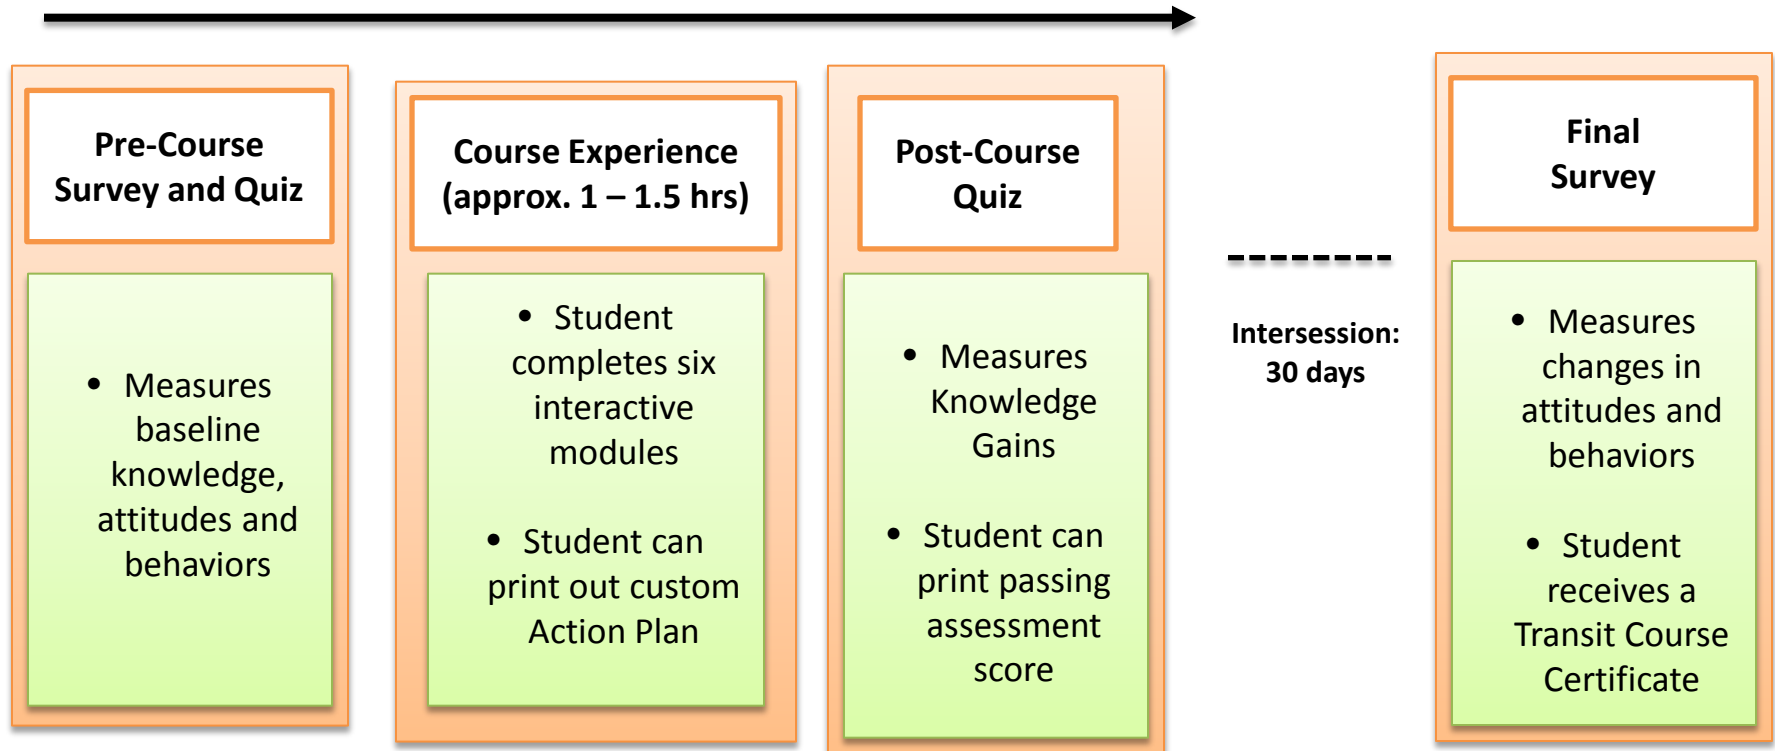 Pre-Course
Survey and Quiz
• Measures
baseline
knowledge,
attitudes and
behaviors
Course Experience
(approx. 1 – 1.5 hrs)
• Student
completes six
interactive
modules
• Student can
print out custom
Action Plan
Post-Course
Quiz
• Measures
Knowledge
Gains
• Student can
print passing
assessment
score
Intersession:
30 days
Final
Survey
• Measures
changes in
attitudes and
behaviors
• Student
receives a
Transit Course
Certificate